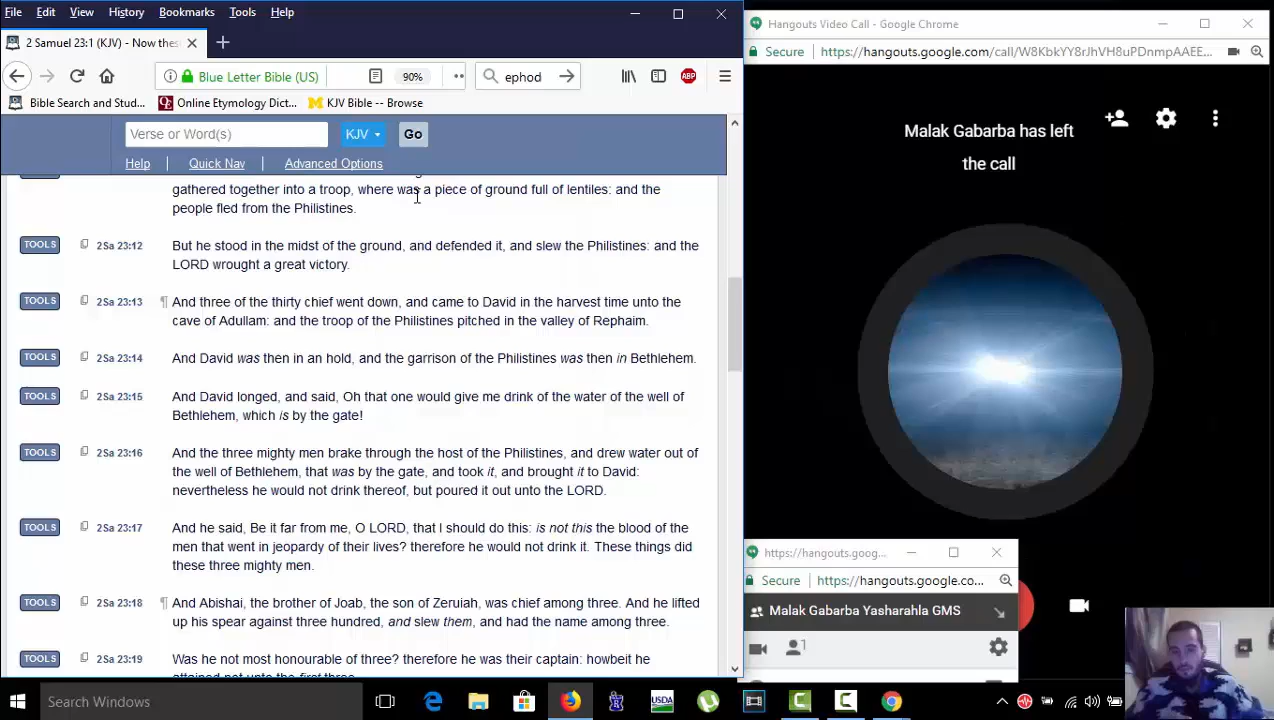 File Edit View History Bookmarks Tools Help
2 Samuel 23:1 (KJV) - Now thes
Blue Letter Bible (US) 90% ephod
Bible Search and Stud... Online Etymology Dict... KJV Bible -- Browse
Verse or Word(s) KJV Go
Help Quick Nav Advanced Options
gathered together into a troop, where was a piece of ground full of lentiles: and the
people fled from the Philistines.
TOOLS 2Sa 23:12 But he stood in the midst of the ground, and defended it, and slew the Philistines: and the
LORD wrought a great victory.
TOOLS 2Sa 23:13 ¶ And three of the thirty chief went down, and came to David in the harvest time unto the
cave of Adullam: and the troop of the Philistines pitched in the valley of Rephaim.
TOOLS 2Sa 23:14 And David was then in an hold, and the garrison of the Philistines was then in Bethlehem.
TOOLS 2Sa 23:15 And David longed, and said, Oh that one would give me drink of the water of the well of
Bethlehem, which is by the gate!
TOOLS 2Sa 23:16 And the three mighty men brake through the host of the Philistines, and drew water out of
the well of Bethlehem, that was by the gate, and took it, and brought it to David:
nevertheless he would not drink thereof, but poured it out unto the LORD.
TOOLS 2Sa 23:17 And he said, Be it far from me, O LORD, that I should do this: is not this the blood of the
men that went in jeopardy of their lives? therefore he would not drink it. These things did
these three mighty men.
TOOLS 2Sa 23:18 ¶ And Abishai, the brother of Joab, the son of Zeruiah, was chief among three. And he lifted
up his spear against three hundred, and slew them, and had the name among three.
TOOLS 2Sa 23:19 Was he not most honourable of three? therefore he was their captain: howbeit he
attained not unto the first three.
Hangouts Video Call - Google Chrome
Secure https://hangouts.google.com/call/W8KbkYY8rJhVH8uPDnmpAAEE...
Malak Gabarba has left
the call
https://hangouts.goog...
Secure https://hangouts.google.co...
Malak Gabarba Yasharahla GMS
1
Search Windows
USDA